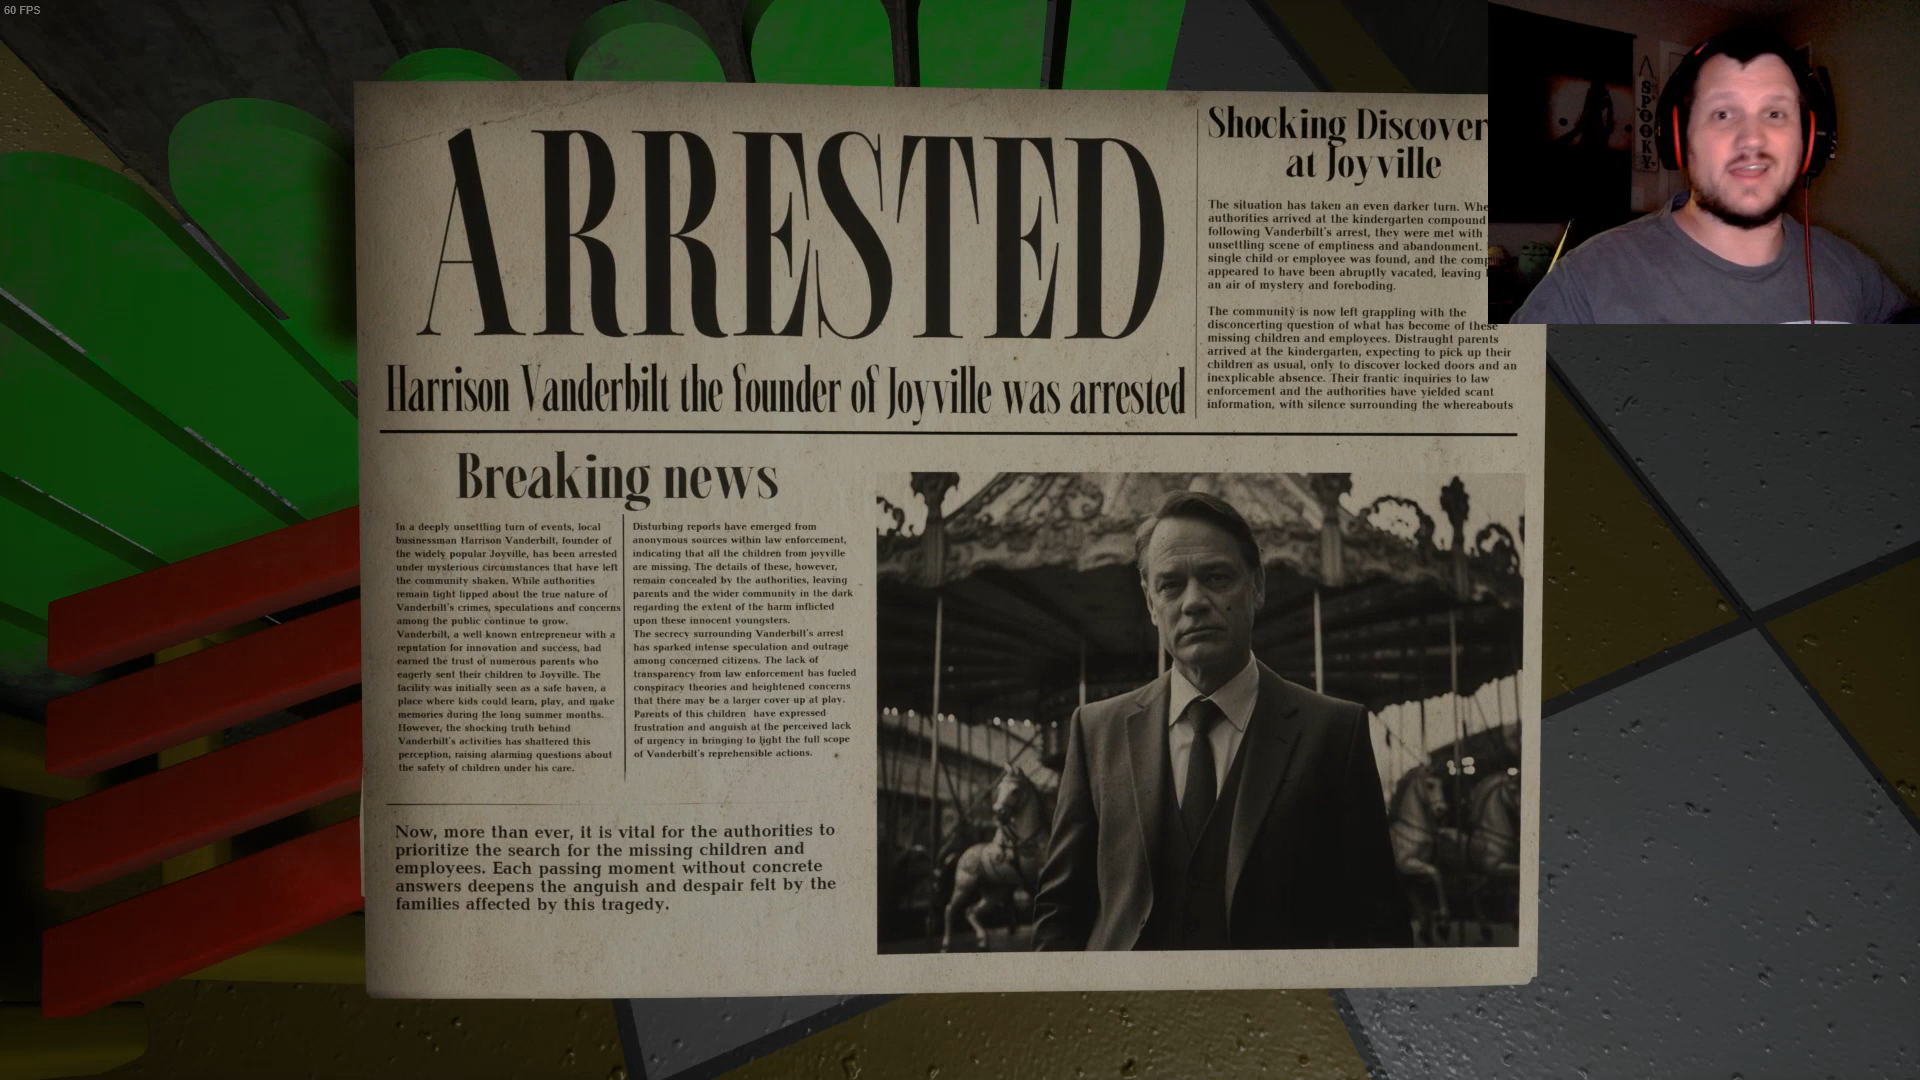 60 FPS
ARRESTED
Harrison Vanderbilt the founder of Joyville was arrested
Shocking Discover
at Joyville
The situation has taken an even darker turn. Whe
authorities arrived at the kindergarten compound
following Vanderbilt's arrest, they were met with
unsettling scene of emptiness and abandonment.
single child or employee was found, and the comp
appeared to have been abruptly vacated, leaving
an air of mystery and foreboding.
The community is now left grappling with the
disconcerting question of what has become of these
missing children and employees. Distraught parents
arrived at the kindergarten, expecting to pick up their
children as usual, only to discover locked doors and an
inexplicable absence. Their frantic inquiries to law
enforcement and the authorities have yielded scant
information, with silence surrounding the whereabouts
Breaking news
In a deeply unsettling turn of events, local
businessman Harrison Vanderbilt, founder of
the widely popular Joyville, has been arrested
under mysterious circumstances that have left
the community shaken. While authorities
remain tight lipped about the true nature of
Vanderbilt's crimes, speculations and concerns
among the public continue to grow.
Vanderbilt, a well known entrepreneur with a
reputation for innovation and success, had
earned the trust of numerous parents who
eagerly sent their children to Joyville. The
facility was initially seen as a safe haven, a
place where kids could learn, play, and make
memories during the long summer months.
However, the shocking truth behind
Vanderbilt's activities has shattered this
perception, raising alarming questions about
the safety of children under his care.
Disturbing reports have emerged from
anonymous sources within law enforcement,
indicating that all the children from joyville
are missing. The details of these, however,
remain concealed by the authorities, leaving
parents and the wider community in the dark
regarding the extent of the harm inflicted
upon these innocent youngsters.
The secrecy surrounding Vanderbilt's arrest
has sparked intense speculation and outrage
among concerned citizens. The lack of
transparency from law enforcement has fueled
conspiracy theories and heightened concerns
that there may be a larger cover up at play.
Parents of this children have expressed
frustration and anguish at the perceived lack
of urgency in bringing to light the full scope
of Vanderbilt's reprehensible actions.
Now, more than ever, it is vital for the authorities to
prioritize the search for the missing children and
employees. Each passing moment without concrete
answers deepens the anguish and despair felt by the
families affected by this tragedy.
SPOOKY